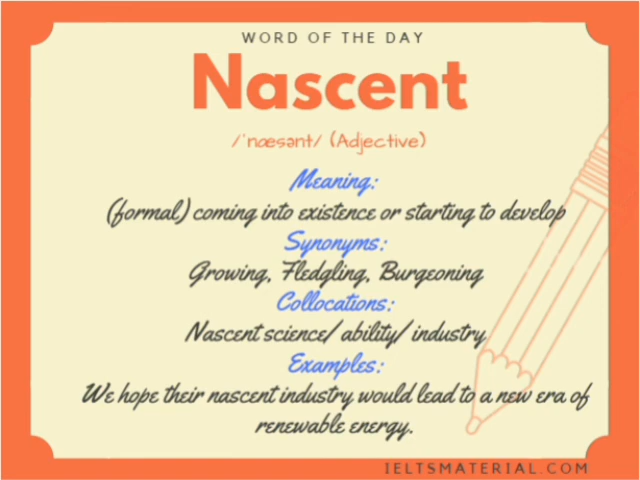 WORD OF THE DAY
Nascent
/ˈnæsənt/ (Adjective)
Meaning:
(formal) coming into existence or starting to develop
Synonyms:
Growing, Fledgling, Burgeoning
Collocations:
Nascent science/ ability/ industry
Examples:
We hope their nascent industry would lead to a new era of
renewable energy.
IELTSMATERIAL.COM